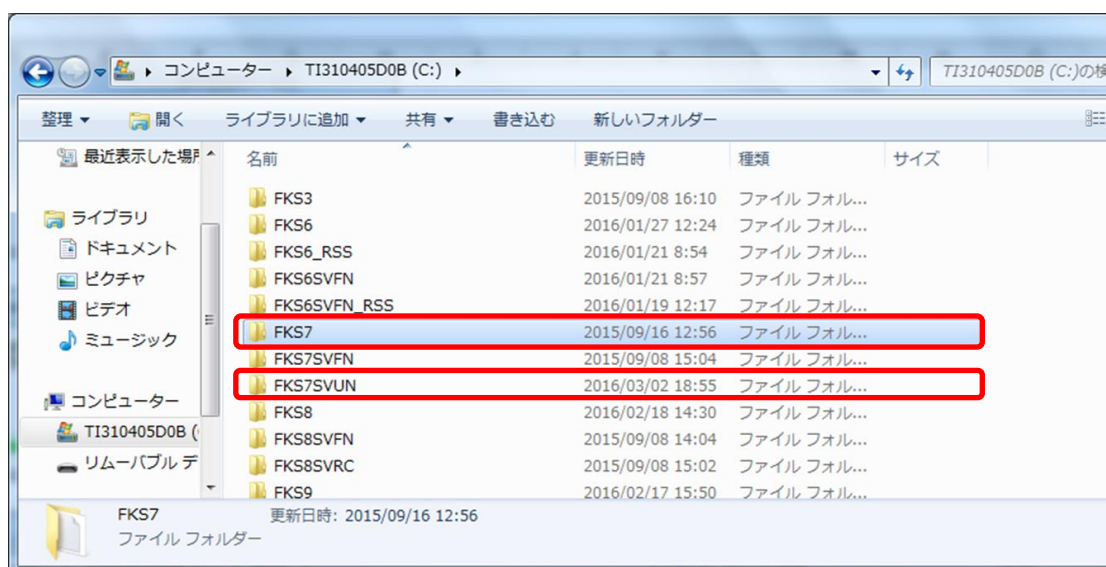 コンピューター ▸ TI310405D0B (C:) ▸ TI310405D0B (C:)の検
整理 開く ライブラリに追加 共有 書き込む 新しいフォルダー
最近表示した場所
ライブラリ
ドキュメント
ピクチャ
ビデオ
ミュージック
コンピューター
TI310405D0B (
リムーバブル デ
名前 更新日時 種類 サイズ
FKS3 2015/09/08 16:10 ファイル フォル...
FKS6 2016/01/27 12:24 ファイル フォル...
FKS6_RSS 2016/01/21 8:54 ファイル フォル...
FKS6SVFN 2016/01/21 8:57 ファイル フォル...
FKS6SVFN_RSS 2016/01/19 12:17 ファイル フォル...
FKS7 2015/09/16 12:56 ファイル フォル...
FKS7SVFN 2015/09/08 15:04 ファイル フォル...
FKS7SVUN 2016/03/02 18:55 ファイル フォル...
FKS8 2016/02/18 14:30 ファイル フォル...
FKS8SVFN 2015/09/08 14:04 ファイル フォル...
FKS8SVRC 2015/09/08 15:02 ファイル フォル...
FKS9 2016/02/17 15:50 ファイル フォル...
FKS7 更新日時: 2015/09/16 12:56
ファイル フォルダー